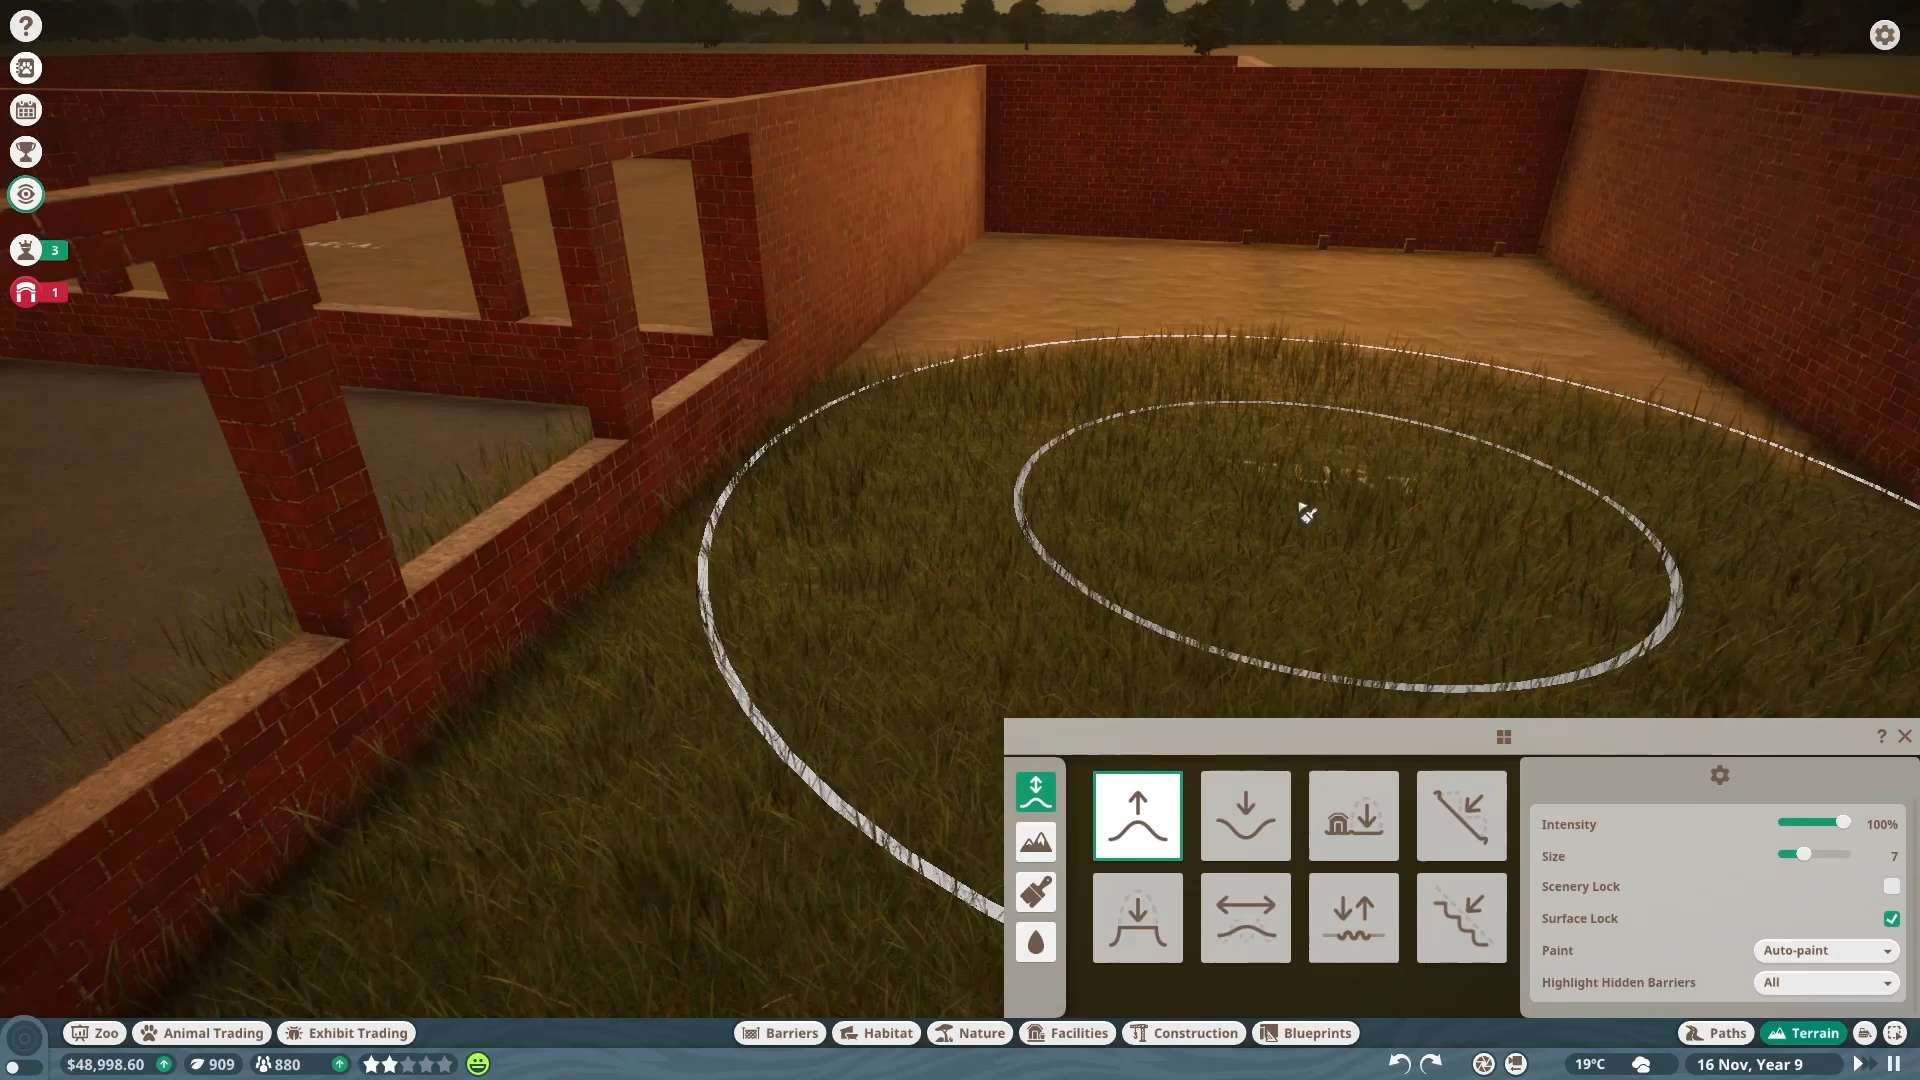 ?
3
1
? ×
Intensity 100%
Size 7
Scenery Lock
Surface Lock
Paint Auto-paint
Highlight Hidden Barriers All
Zoo Animal Trading Exhibit Trading Barriers Habitat Nature Facilities Construction Blueprints Paths Terrain
$48,998.60 909 880 19°C 16 Nov, Year 9